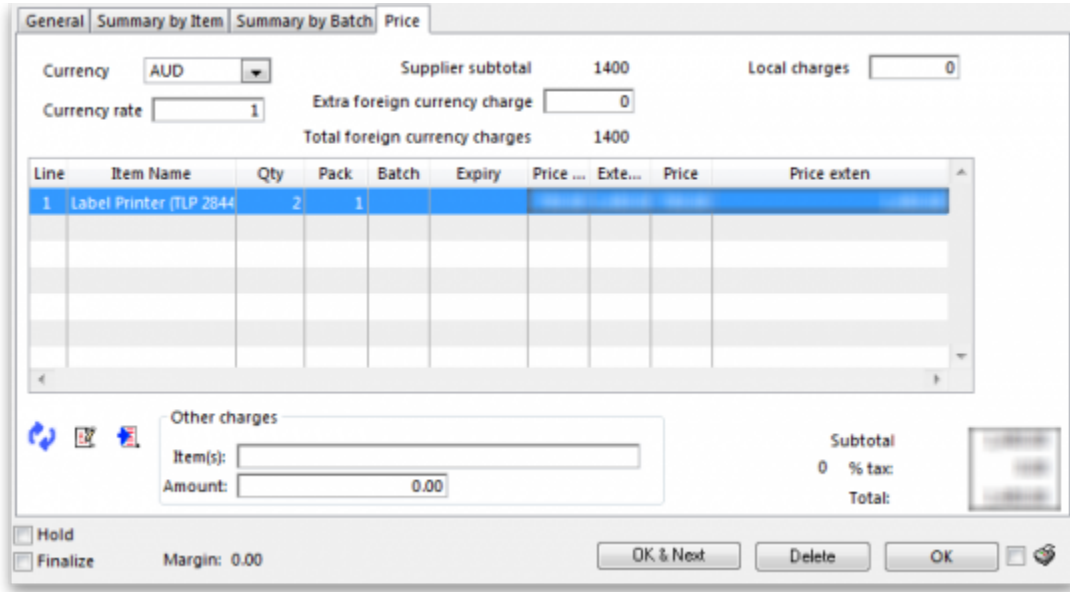 General Summary by Item Summary by Batch Price
Currency AUD Supplier subtotal 1400 Local charges 0
Currency rate 1 Extra foreign currency charge 0
Total foreign currency charges 1400
Line Item Name Qty Pack Batch Expiry Price ... Exte... Price Price exten
1 Label Printer (TLP 2844 2 1
Other charges
Item(s):
Amount: 0.00
Subtotal
0 % tax:
Total:
Hold
Finalize Margin: 0.00 OK & Next Delete OK